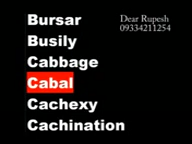 Bursar
Busily
Cabbage
Cabal
Cachexy
Cachination
Dear Rupesh
09334211254